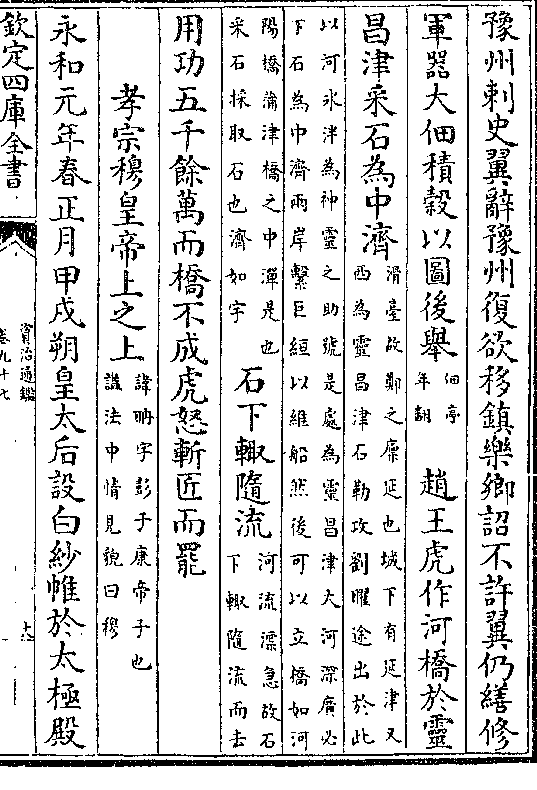 豫州刺史翼辭豫州復欲移鎮樂鄉詔不許翼仍繕修
軍器大佃積穀以圖後舉佃亭年翻 趙王虎作河橋於靈
昌津采石為中濟滑臺故鄭之廩延也城下有延津又西為靈昌津石勒攻劉曜途出於此
以河氷泮為神靈之助號是處為靈昌津大河深廣必下石為中濟兩岸繫巨絙以維船然後可以立橋如河
陽橋蒲津橋之中潬是也采石採取石也濟如字石下輒隨流河流漂急故石下輒隨流而去
用功五千餘萬而橋不成虎怒斬匠而罷
孝宗穆皇帝上之上諱耼字彭子康帝子也諡法中情見貌曰穆
永和元年春正月甲戌朔皇太后設白紗帷於太極殿
欽定四庫全書
資治通鑑
卷九十七